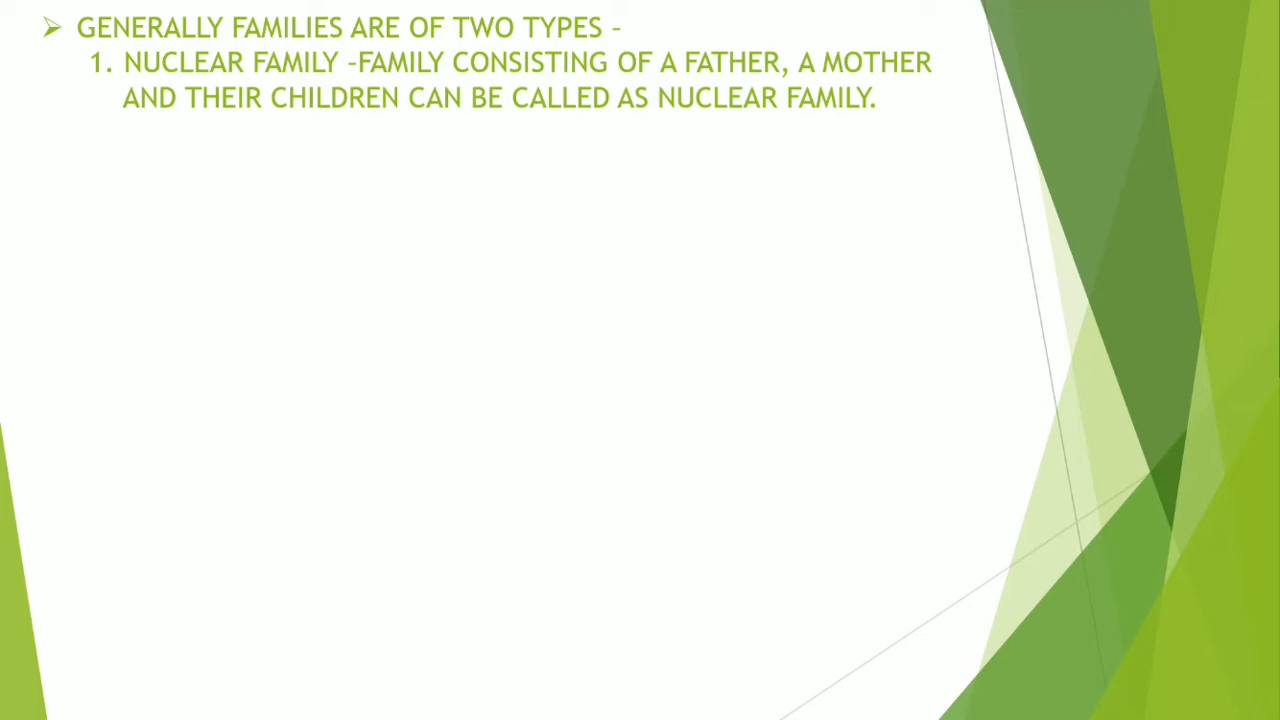 ➢ GENERALLY FAMILIES ARE OF TWO TYPES –
1. NUCLEAR FAMILY –FAMILY CONSISTING OF A FATHER, A MOTHER
AND THEIR CHILDREN CAN BE CALLED AS NUCLEAR FAMILY.